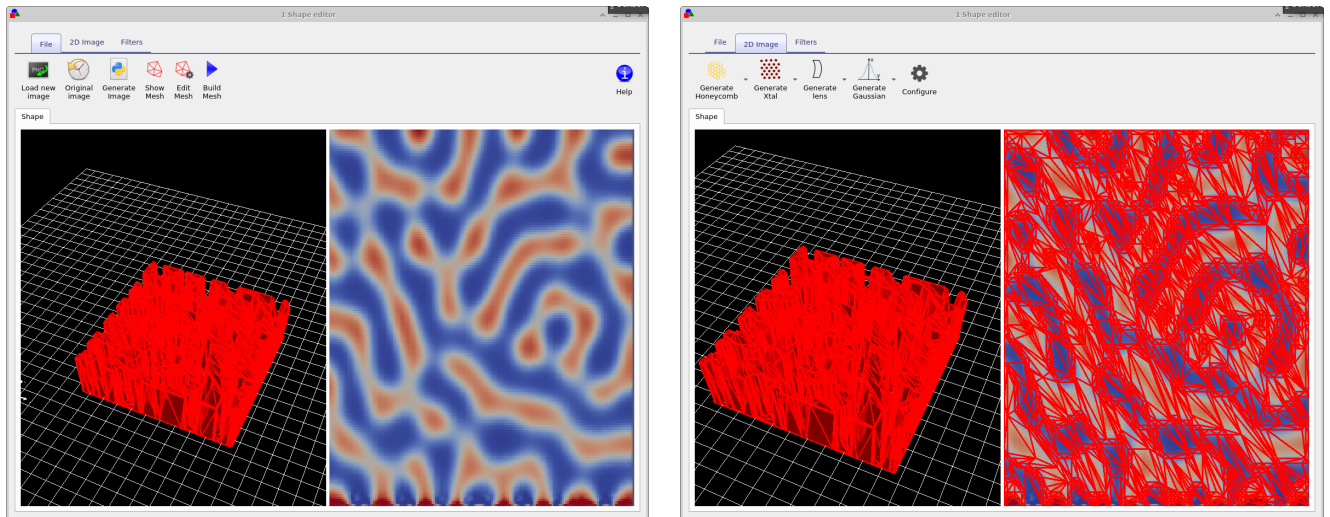 1 Shape editor
File 2D Image Filters
Load new image
Original image
Generate Image
Show Mesh
Edit Mesh
Build Mesh
Help
Shape
1 Shape editor
File 2D Image Filters
Generate Honeycomb
Generate Xtal
Generate lens
Generate Gaussian
Configure
Shape